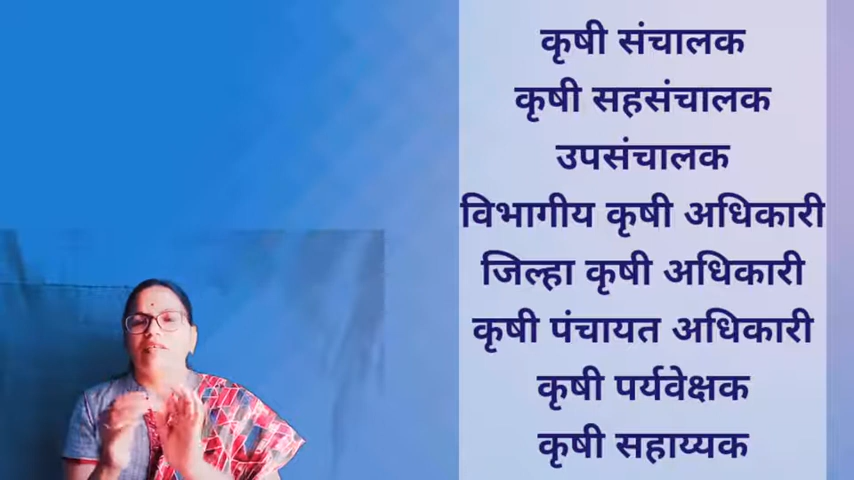 कृषी संचालक
कृषी सहसंचालक
उपसंचालक
विभागीय कृषी अधिकारी
जिल्हा कृषी अधिकारी
कृषी पंचायत अधिकारी
कृषी पर्यवेक्षक
कृषी सहाय्यक